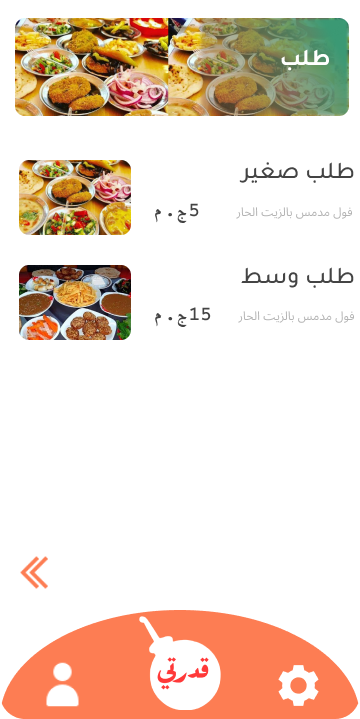 طلب
طلب صغير
فول مدمس بالزيت الحار
5ج.م
طلب وسط
فول مدمس بالزيت الحار
15ج.م
قدرتي